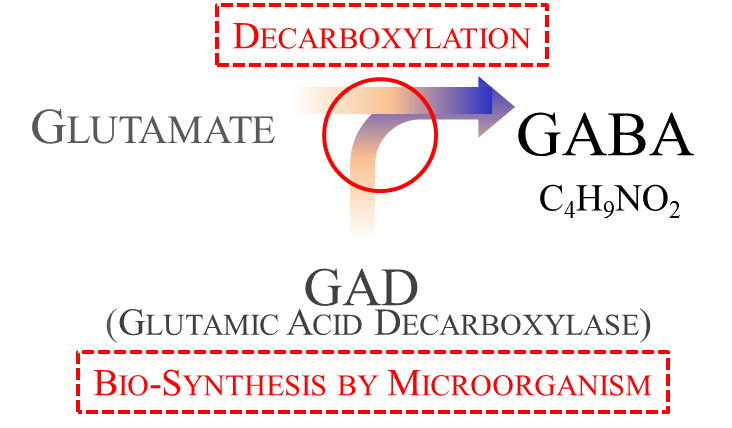 DECARBOXYLATION
GLUTAMATE
GABA
C₄H₉NO₂
GAD
(GLUTAMIC ACID DECARBOXYLASE)
BIO-SYNTHESIS BY MICROORGANISM